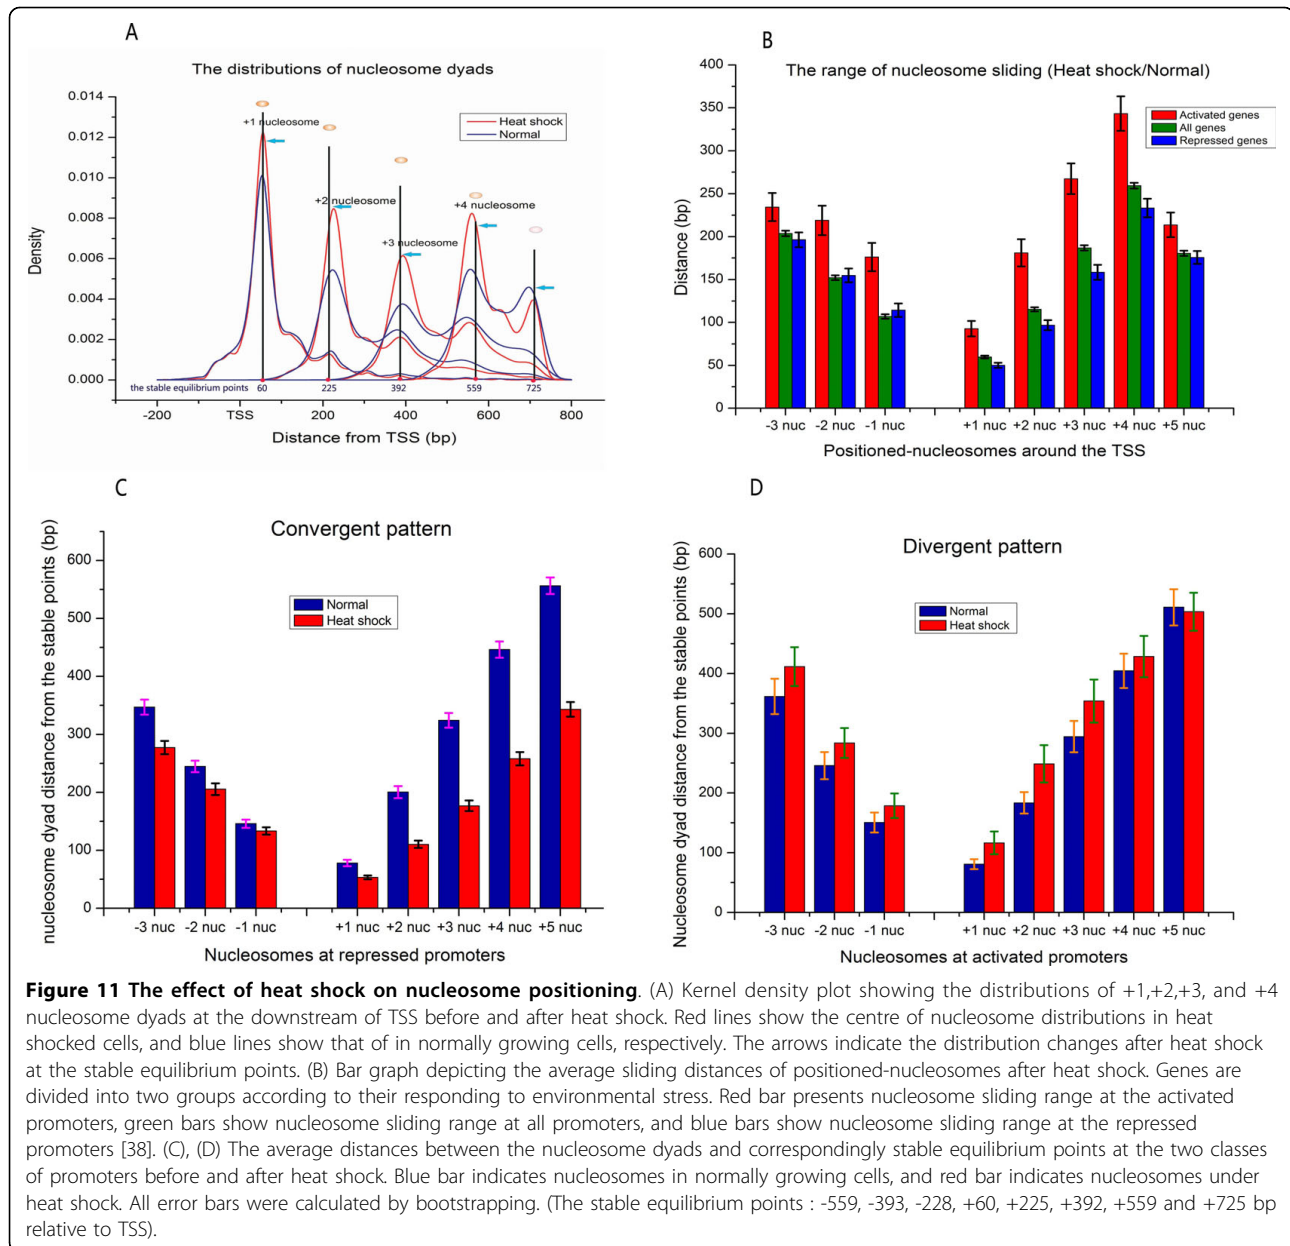 A
The distributions of nucleosome dyads
0.014
0.012
0.010
0.008
0.006
0.004
0.002
0.000
Density
+1 nucleosome
+2 nucleosome
+3 nucleosome
+4 nucleosome
Heat shock
Normal
the stable equilibrium points
60
225
392
559
725
-200
TSS
200
400
600
800
Distance from TSS (bp)
B
The range of nucleosome sliding (Heat shock/Normal)
400
350
300
250
200
150
100
50
0
Distance (bp)
Activated genes
All genes
Repressed genes
-3 nuc
-2 nuc
-1 nuc
+1 nuc
+2 nuc
+3 nuc
+4 nuc
+5 nuc
Positioned-nucleosomes around the TSS
C
Convergent pattern
600
500
400
300
200
100
0
nucleosome dyad distance from the stable points (bp)
Normal
Heat shock
-3 nuc
-2 nuc
-1 nuc
+1 nuc
+2 nuc
+3 nuc
+4 nuc
+5 nuc
Nucleosomes at repressed promoters
D
Divergent pattern
600
500
400
300
200
100
0
Nucleosome dyad distance from the stable points (bp)
Normal
Heat shock
-3 nuc
-2 nuc
-1 nuc
+1 nuc
+2 nuc
+3 nuc
+4 nuc
+5 nuc
Nucleosomes at activated promoters
Figure 11 The effect of heat shock on nucleosome positioning. (A) Kernel density plot showing the distributions of +1,+2,+3, and +4
nucleosome dyads at the downstream of TSS before and after heat shock. Red lines show the centre of nucleosome distributions in heat
shocked cells, and blue lines show that of in normally growing cells, respectively. The arrows indicate the distribution changes after heat shock
at the stable equilibrium points. (B) Bar graph depicting the average sliding distances of positioned-nucleosomes after heat shock. Genes are
divided into two groups according to their responding to environmental stress. Red bar presents nucleosome sliding range at the activated
promoters, green bars show nucleosome sliding range at all promoters, and blue bars show nucleosome sliding range at the repressed
promoters [38]. (C), (D) The average distances between the nucleosome dyads and correspondingly stable equilibrium points at the two classes
of promoters before and after heat shock. Blue bar indicates nucleosomes in normally growing cells, and red bar indicates nucleosomes under
heat shock. All error bars were calculated by bootstrapping. (The stable equilibrium points : -559, -393, -228, +60, +225, +392, +559 and +725 bp
relative to TSS).